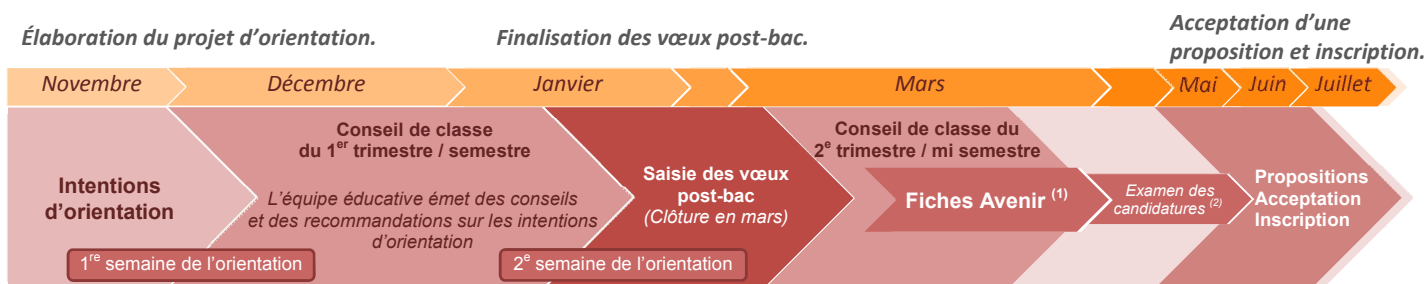 Élaboration du projet d'orientation.
Finalisation des vœux post-bac.
Acceptation d'une
proposition et inscription.
Novembre
Décembre
Janvier
Mars
Mai
Juin
Juillet
Intentions
d'orientation
Conseil de classe
du 1er trimestre / semestre
L'équipe éducative émet des conseils
et des recommandations sur les intentions
d'orientation
Saisie des vœux
post-bac
(Clôture en mars)
Conseil de classe du
2e trimestre / mi semestre
Fiches Avenir (1)
Examen des
candidatures (2)
Propositions
Acceptation
Inscription
1re semaine de l'orientation
2e semaine de l'orientation